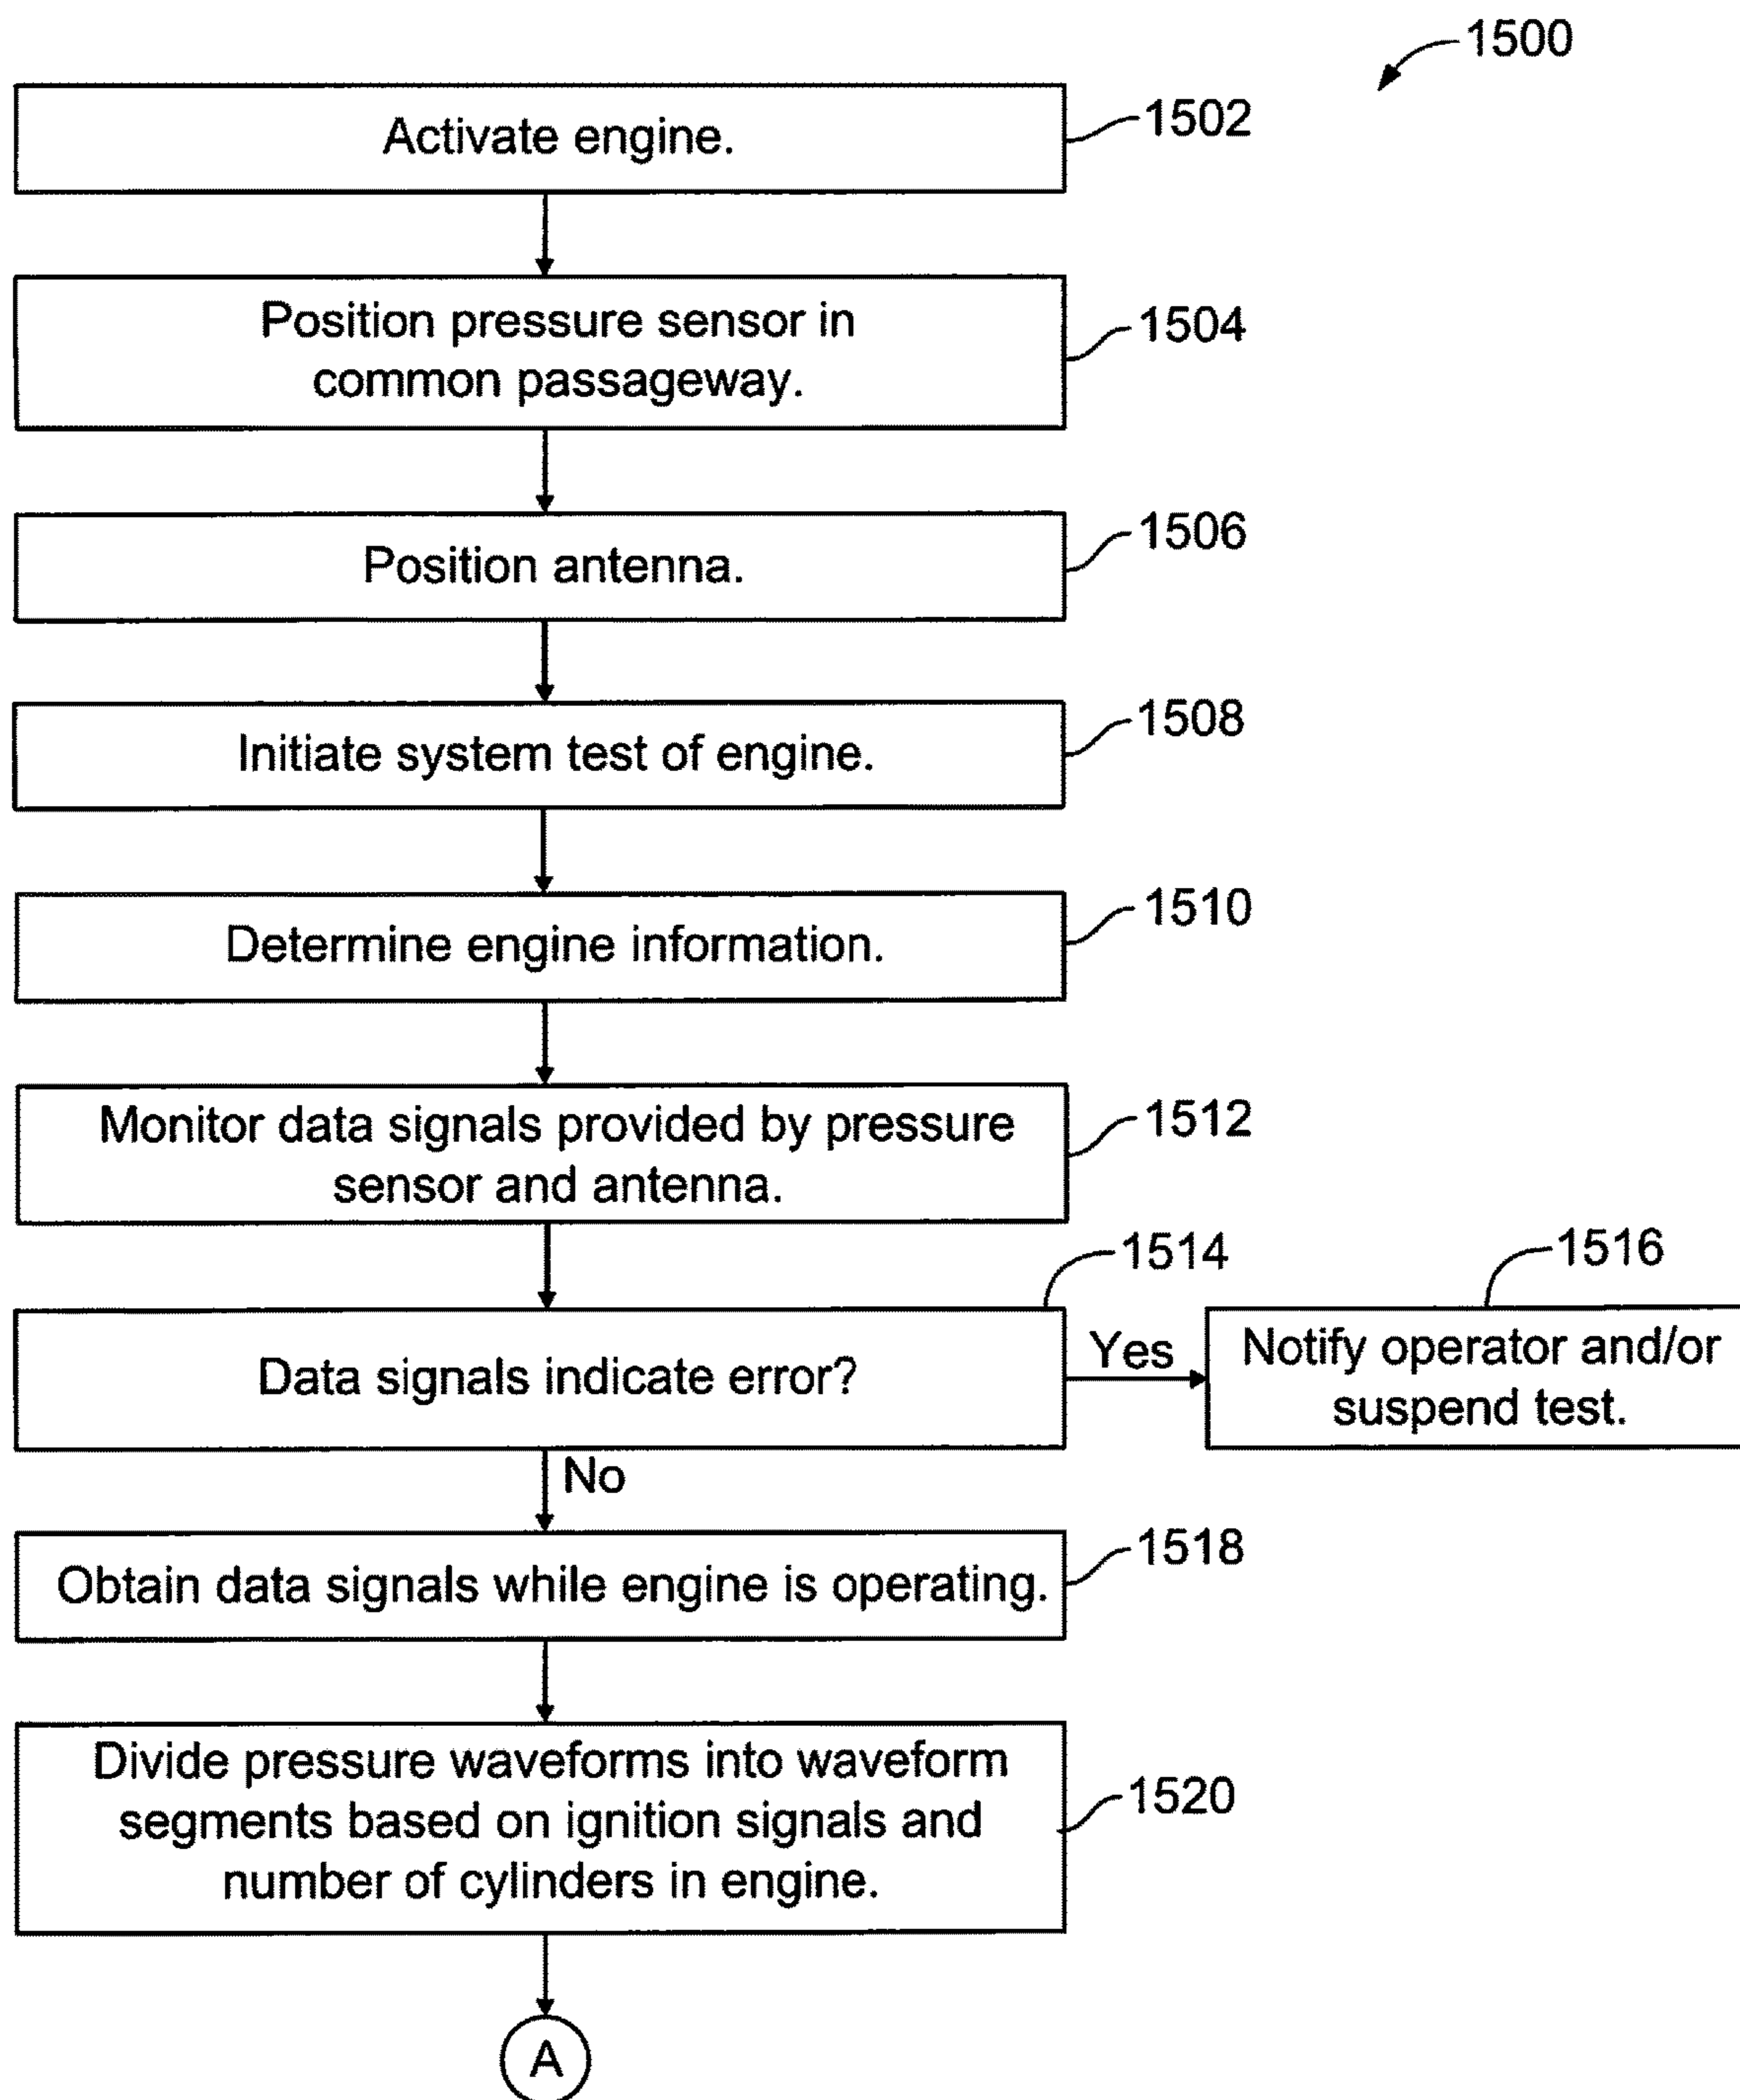 1500
Activate engine.
1502
Position pressure sensor in
common passageway.
1504
Position antenna.
1506
Initiate system test of engine.
1508
Determine engine information.
1510
Monitor data signals provided by pressure
sensor and antenna.
1512
Data signals indicate error?
1514
Yes
Notify operator and/or
suspend test.
1516
No
Obtain data signals while engine is operating.
1518
Divide pressure waveforms into waveform
segments based on ignition signals and
number of cylinders in engine.
1520
A